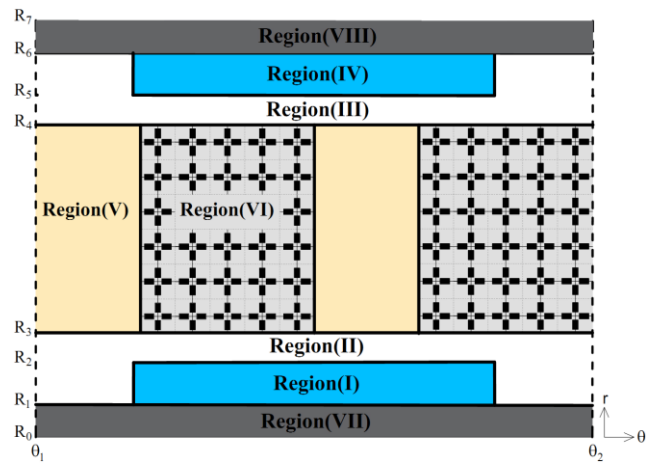 R7
Region(VIII)
R6
Region(IV)
R5
Region(III)
R4
Region(V)
Region(VI)
R3
Region(II)
R2
Region(I)
R1
r
Region(VII)
R0
θ
θ1
θ2